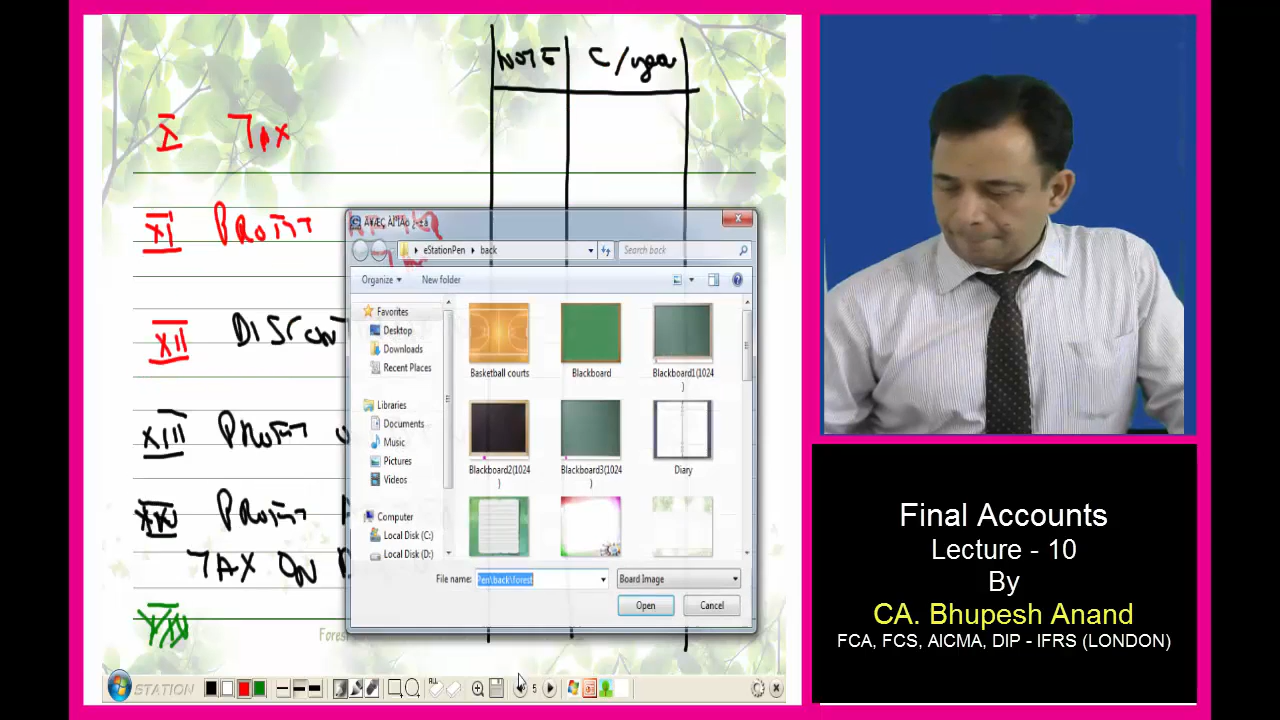 NOTE C/year
X TAX
XI PROFIT
XII DISCONT
XIII PROFIT
PROFIT
TAX ON
eStationPen back Search back
Organize New folder
Favorites
Desktop
Downloads
Recent Places
Libraries
Documents
Music
Pictures
Videos
Computer
Local Disk (C:)
Local Disk (D:)
Basketball courts Blackboard Blackboard1(1024)
Blackboard2(1024) Blackboard3(1024) Diary
File name: Pen\back\forest Board Image
Open Cancel
Forest
STATION ALL 5
Final Accounts
Lecture - 10
By
CA. Bhupesh Anand
FCA, FCS, AICMA, DIP - IFRS (LONDON)